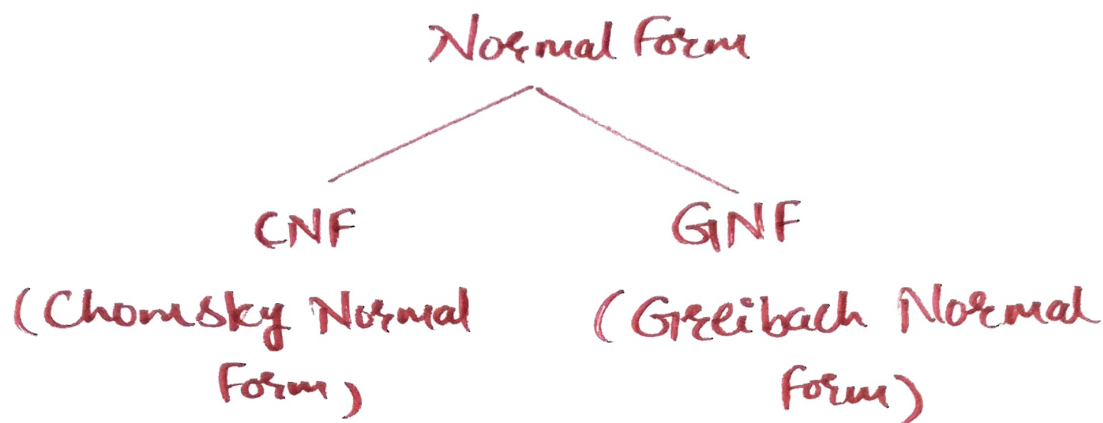 Normal Form
CNF
GNF
(Chomsky Normal
Form)
(Greibach Normal
Form)